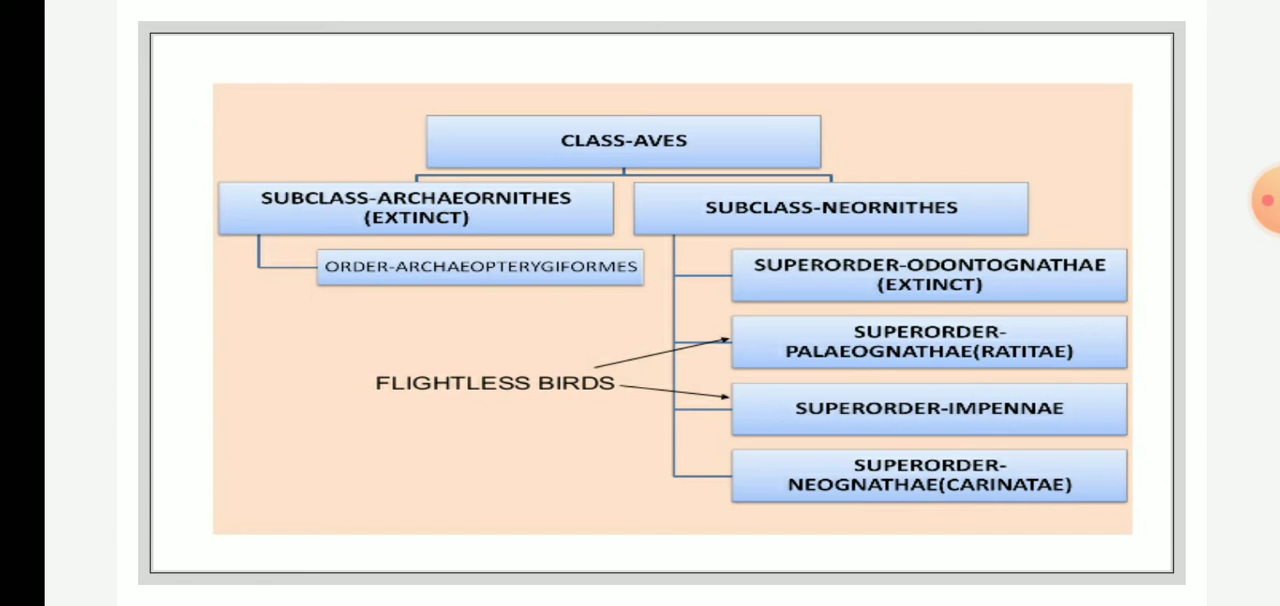 CLASS-AVES
SUBCLASS-ARCHAEORNITHES
(EXTINCT)
SUBCLASS-NEORNITHES
ORDER-ARCHAEOPTERYGIFORMES
SUPERORDER-ODONTOGNATHAE
(EXTINCT)
SUPERORDER-
PALAEOGNATHAE(RATITAE)
FLIGHTLESS BIRDS
SUPERORDER-IMPENNAE
SUPERORDER-
NEOGNATHAE(CARINATAE)